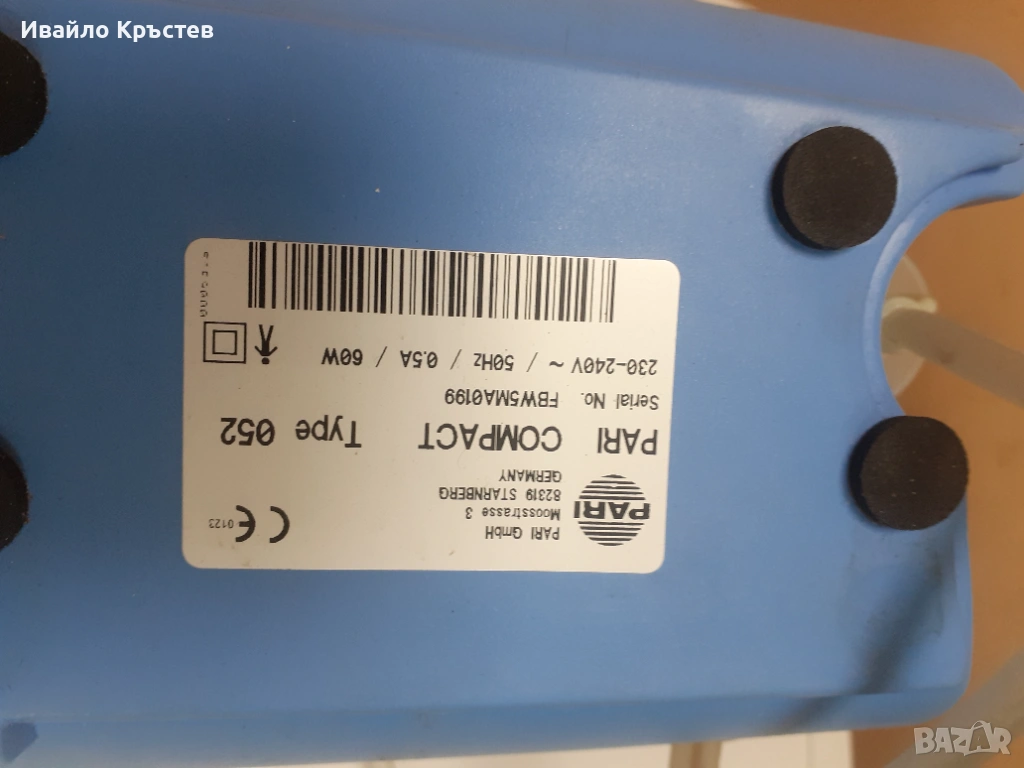 Ивайло Кръстев
PARI
PARI GmbH
Moosstrasse 3
82319 STARNBERG
GERMANY
CE 0123
PARI COMPACT Type 052
Serial No. FBW5MA0199
230-240V ~ / 50Hz / 0.5A / 60W
BAZAR